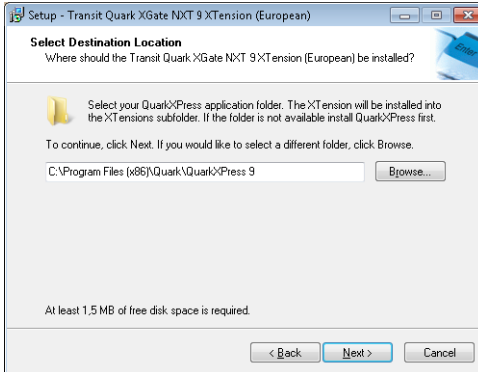 Setup - Transit Quark XGate NXT 9 XTension (European)
Select Destination Location
Where should the Transit Quark XGate NXT 9 XTension (European) be installed?
Enter
Select your QuarkXPress application folder. The XTension will be installed into
the XTensions subfolder. If the folder is not available install QuarkXPress first.
To continue, click Next. If you would like to select a different folder, click Browse.
C:\Program Files (x86)\Quark\QuarkXPress 9
Browse...
At least 1,5 MB of free disk space is required.
< Back
Next >
Cancel